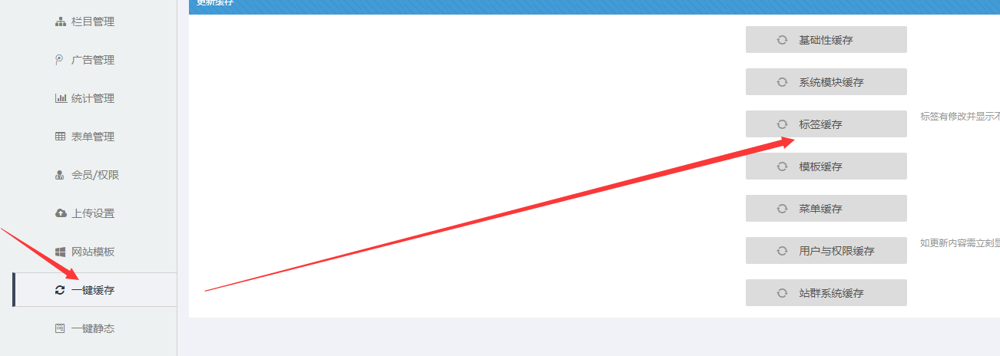 更新缓存
栏目管理
广告管理
统计管理
表单管理
会员/权限
上传设置
网站模板
一键缓存
一键静态
基础性缓存
系统模块缓存
标签缓存
标签有修改并显示不
模板缓存
菜单缓存
用户与权限缓存
如更新内容需立刻显
站群系统缓存